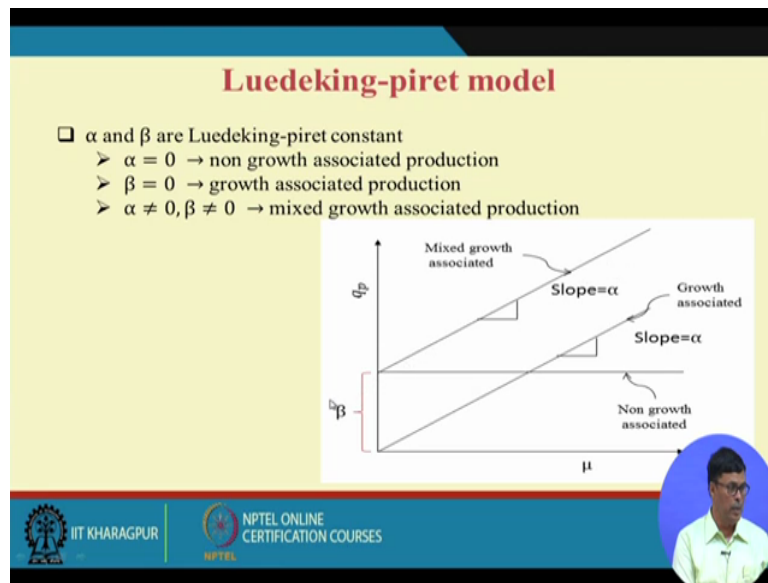 Luedeking-piret model
❑ α and β are Luedeking-piret constant
➢ α = 0 → non growth associated production
➢ β = 0 → growth associated production
➢ α ≠ 0, β ≠ 0 → mixed growth associated production
Mixed growth
associated
qp
Slope=α
Growth
associated
Slope=α
β
Non growth
associated
μ
IIT KHARAGPUR
NPTEL
NPTEL ONLINE
CERTIFICATION COURSES